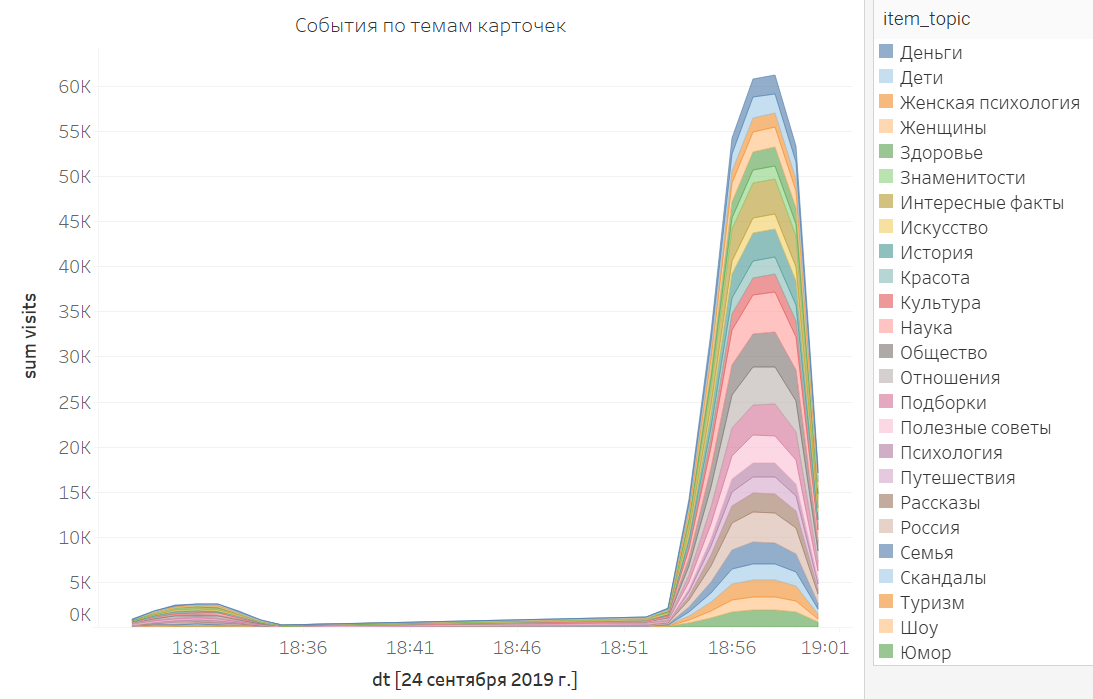 События по темам карточек
60K
55K
50K
45K
40K
35K
30K
25K
20K
15K
10K
5K
0K
sum visits
18:31
18:36
18:41
18:46
18:51
18:56
19:01
dt [24 сентября 2019 г.]
item_topic
Деньги
Дети
Женская психология
Женщины
Здоровье
Знаменитости
Интересные факты
Искусство
История
Красота
Культура
Наука
Общество
Отношения
Подборки
Полезные советы
Психология
Путешествия
Рассказы
Россия
Семья
Скандалы
Туризм
Шоу
Юмор